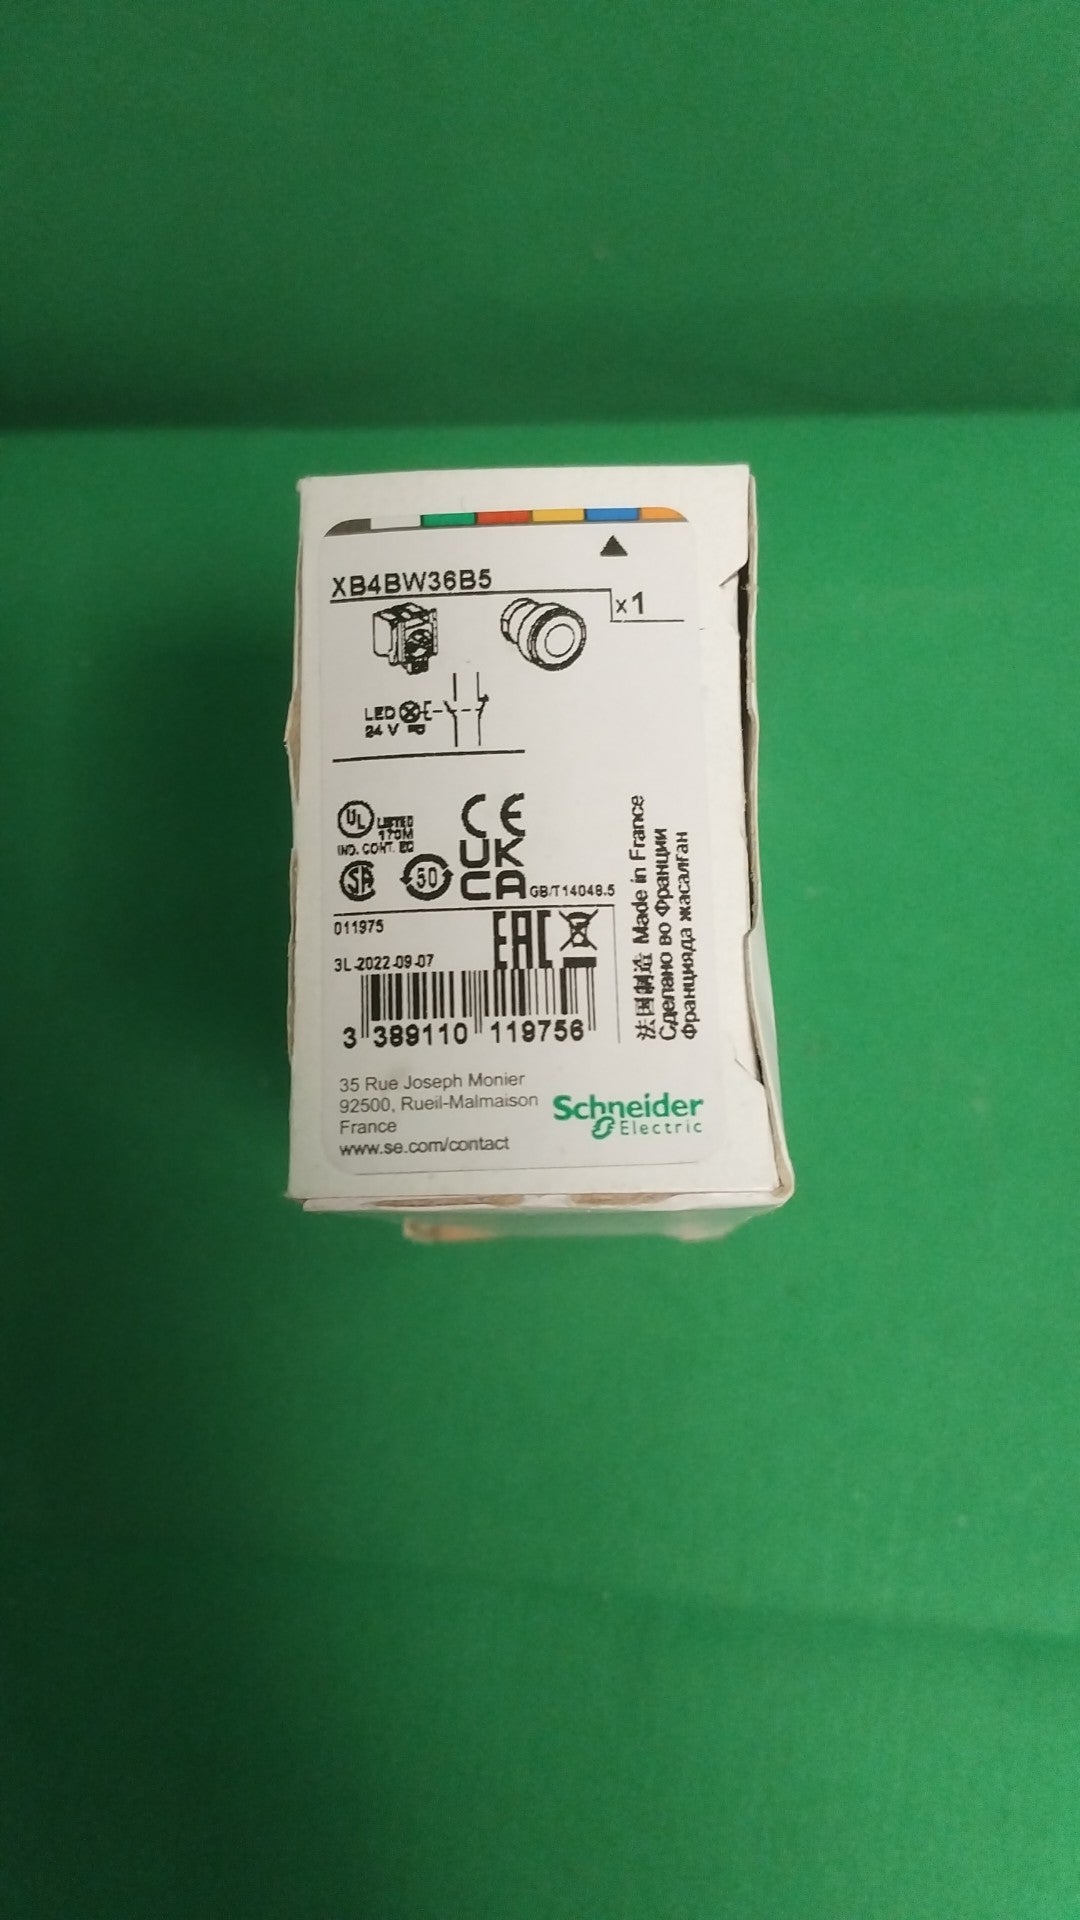 XB4BW36B5
x1
LED
24 V
UL LISTED
170M
IND. CONT. EQ
CE
UK
CA
SA
50
GB/T14048.5
011975
EAC
3L-2022-09-07
3 389110 119756
法国制造 Made in France
Сделано во Франции
Францияда жасалған
35 Rue Joseph Monier
92500, Rueil-Malmaison
France
www.se.com/contact
Schneider
Electric